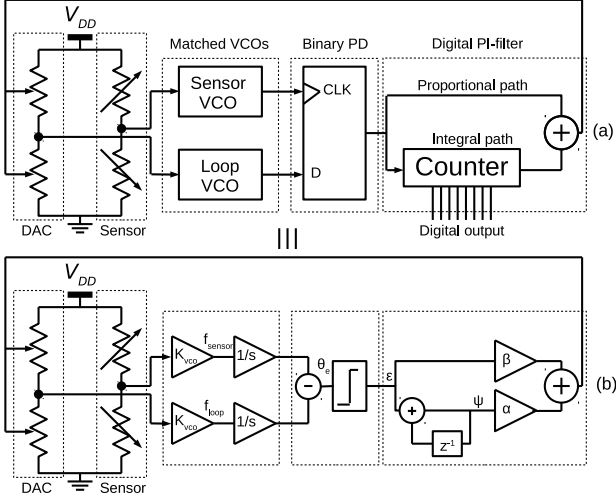 V_DD
Matched VCOs
Binary PD
Digital PI-filter
Sensor
VCO
CLK
Proportional path
+
(a)
Integral path
Counter
Loop
VCO
D
DAC
Sensor
Digital output
V_DD
K_vco
f_sensor
1/s
θ_e
-
ε
β
+
(b)
K_vco
f_loop
1/s
+
ψ
α
z⁻¹
DAC
Sensor